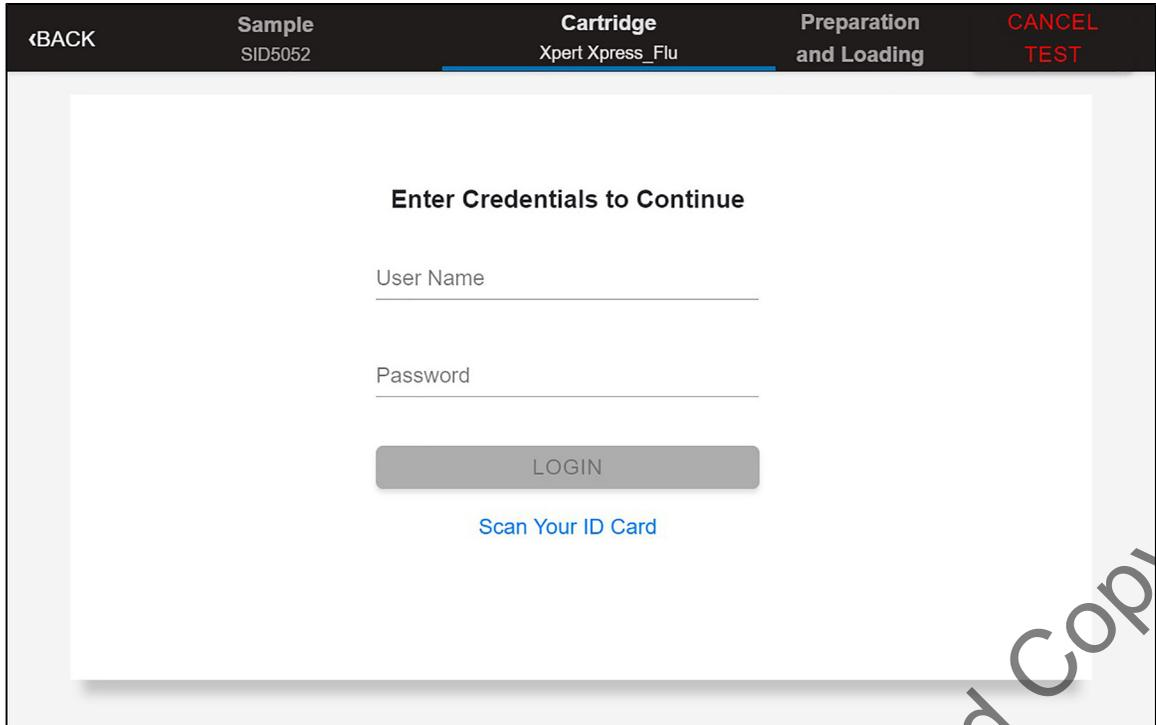 ‹BACK
Sample
SID5052
Cartridge
Xpert Xpress_Flu
Preparation
and Loading
CANCEL
TEST
Enter Credentials to Continue
User Name
Password
LOGIN
Scan Your ID Card
Copy